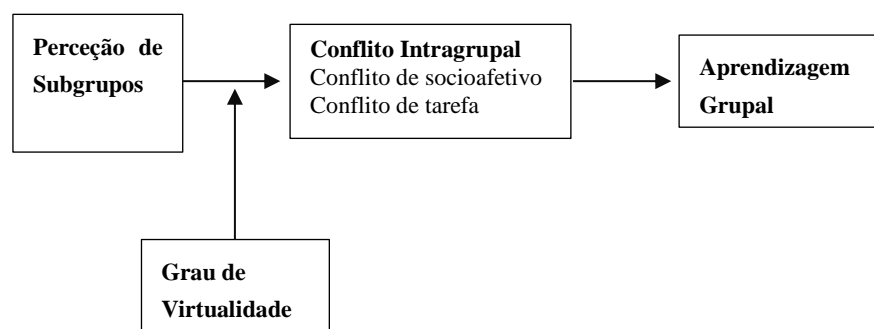 Perceção de
Subgrupos
Conflito Intragrupal
Conflito de socioafetivo
Conflito de tarefa
Aprendizagem
Grupal
Grau de
Virtualidade